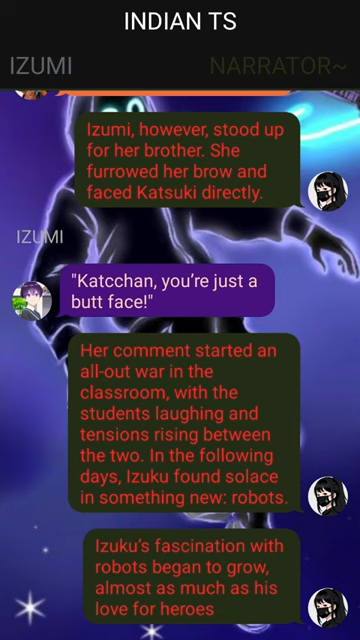 INDIAN TS
IZUMI
NARRATOR~
Izumi, however, stood up
for her brother. She
furrowed her brow and
faced Katsuki directly.
IZUMI
"Katcchan, you’re just a
butt face!"
Her comment started an
all-out war in the
classroom, with the
students laughing and
tensions rising between
the two. In the following
days, Izuku found solace
in something new: robots.
Izuku’s fascination with
robots began to grow,
almost as much as his
love for heroes